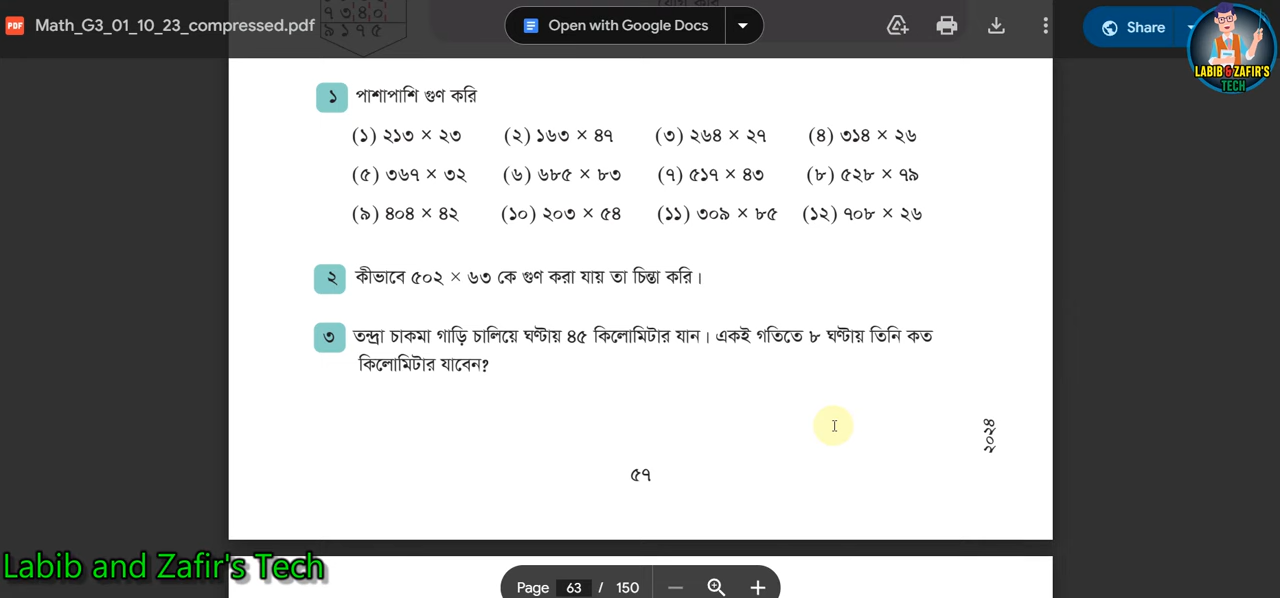 ৭৩৪০
৯১৭৫
Math_G3_01_10_23_compressed.pdf
Open with Google Docs
Share
LABIB & ZAFIR'S
TECH
১ পাশাপাশি গুণ করি
(১) ২১৩ × ২৩ (২) ১৬৩ × ৪৭ (৩) ২৬৪ × ২৭ (৪) ৩১৪ × ২৬
(৫) ৩৬৭ × ৩২ (৬) ৬৮৫ × ৮৩ (৭) ৫১৭ × ৪৩ (৮) ৫২৮ × ৭৯
(৯) ৪০৪ × ৪২ (১০) ২০৩ × ৫৪ (১১) ৩০৯ × ৮৫ (১২) ৭০৮ × ২৬
২ কীভাবে ৫০২ × ৬৩ কে গুণ করা যায় তা চিন্তা করি।
৩ তন্দ্রা চাকমা গাড়ি চালিয়ে ঘণ্টায় ৪৫ কিলোমিটার যান। একই গতিতে ৮ ঘণ্টায় তিনি কত
কিলোমিটার যাবেন?
২০২৪
৫৭
Labib and Zafir's Tech
Page 63 / 150